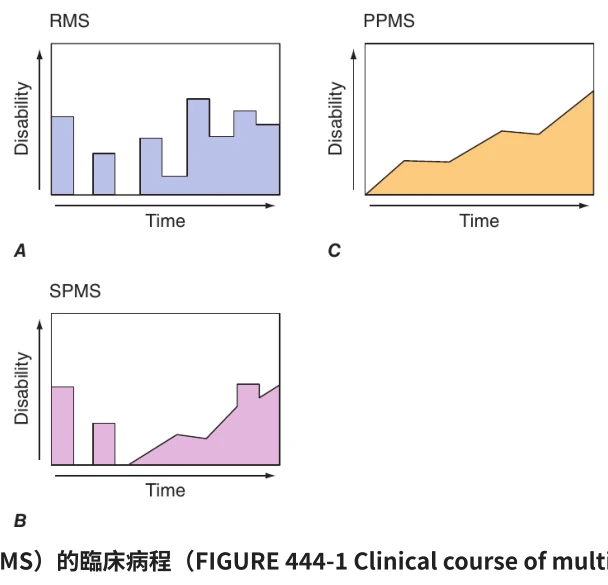 RMS
Disability
Time
A
PPMS
Disability
Time
C
SPMS
Disability
Time
B
MS）的臨床病程（FIGURE 444-1 Clinical course of multi